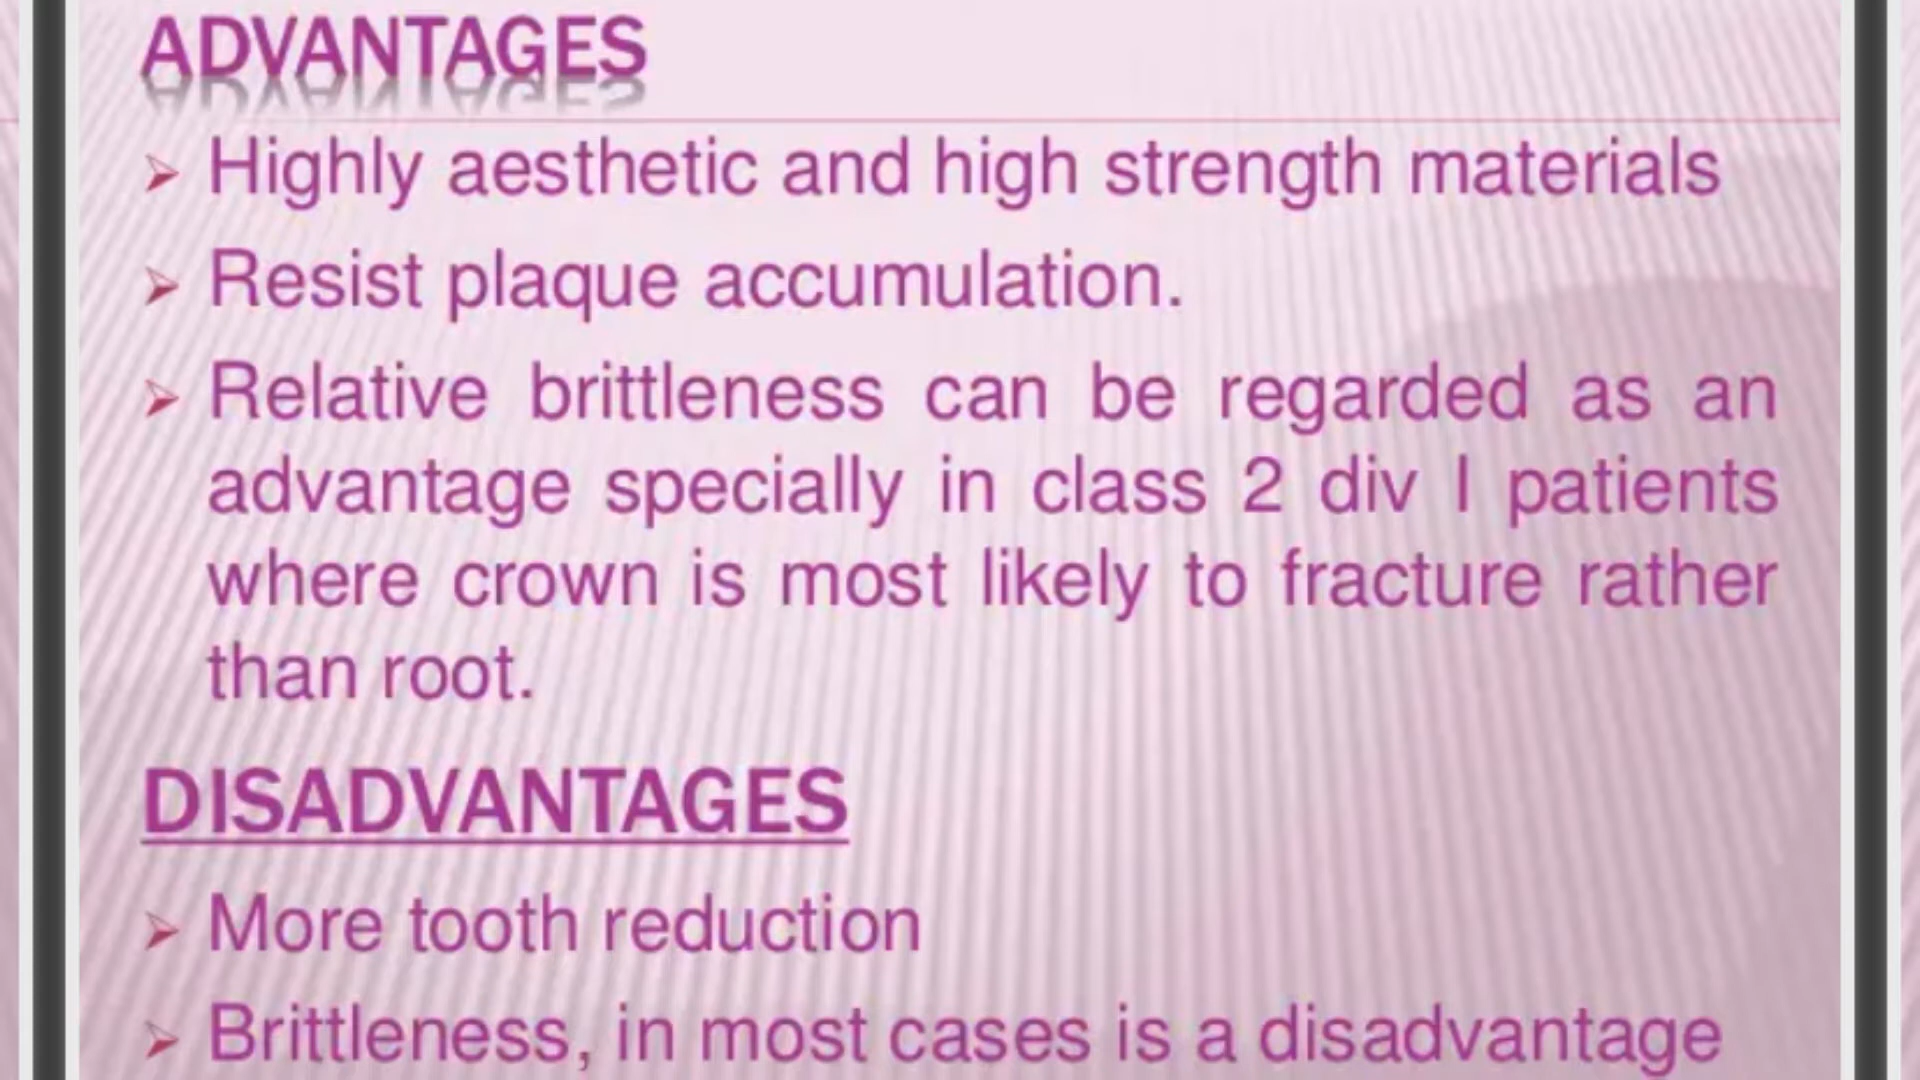 ADVANTAGES
➢ Highly aesthetic and high strength materials
➢ Resist plaque accumulation.
➢ Relative brittleness can be regarded as an
advantage specially in class 2 div I patients
where crown is most likely to fracture rather
than root.
DISADVANTAGES
➢ More tooth reduction
➢ Brittleness, in most cases is a disadvantage